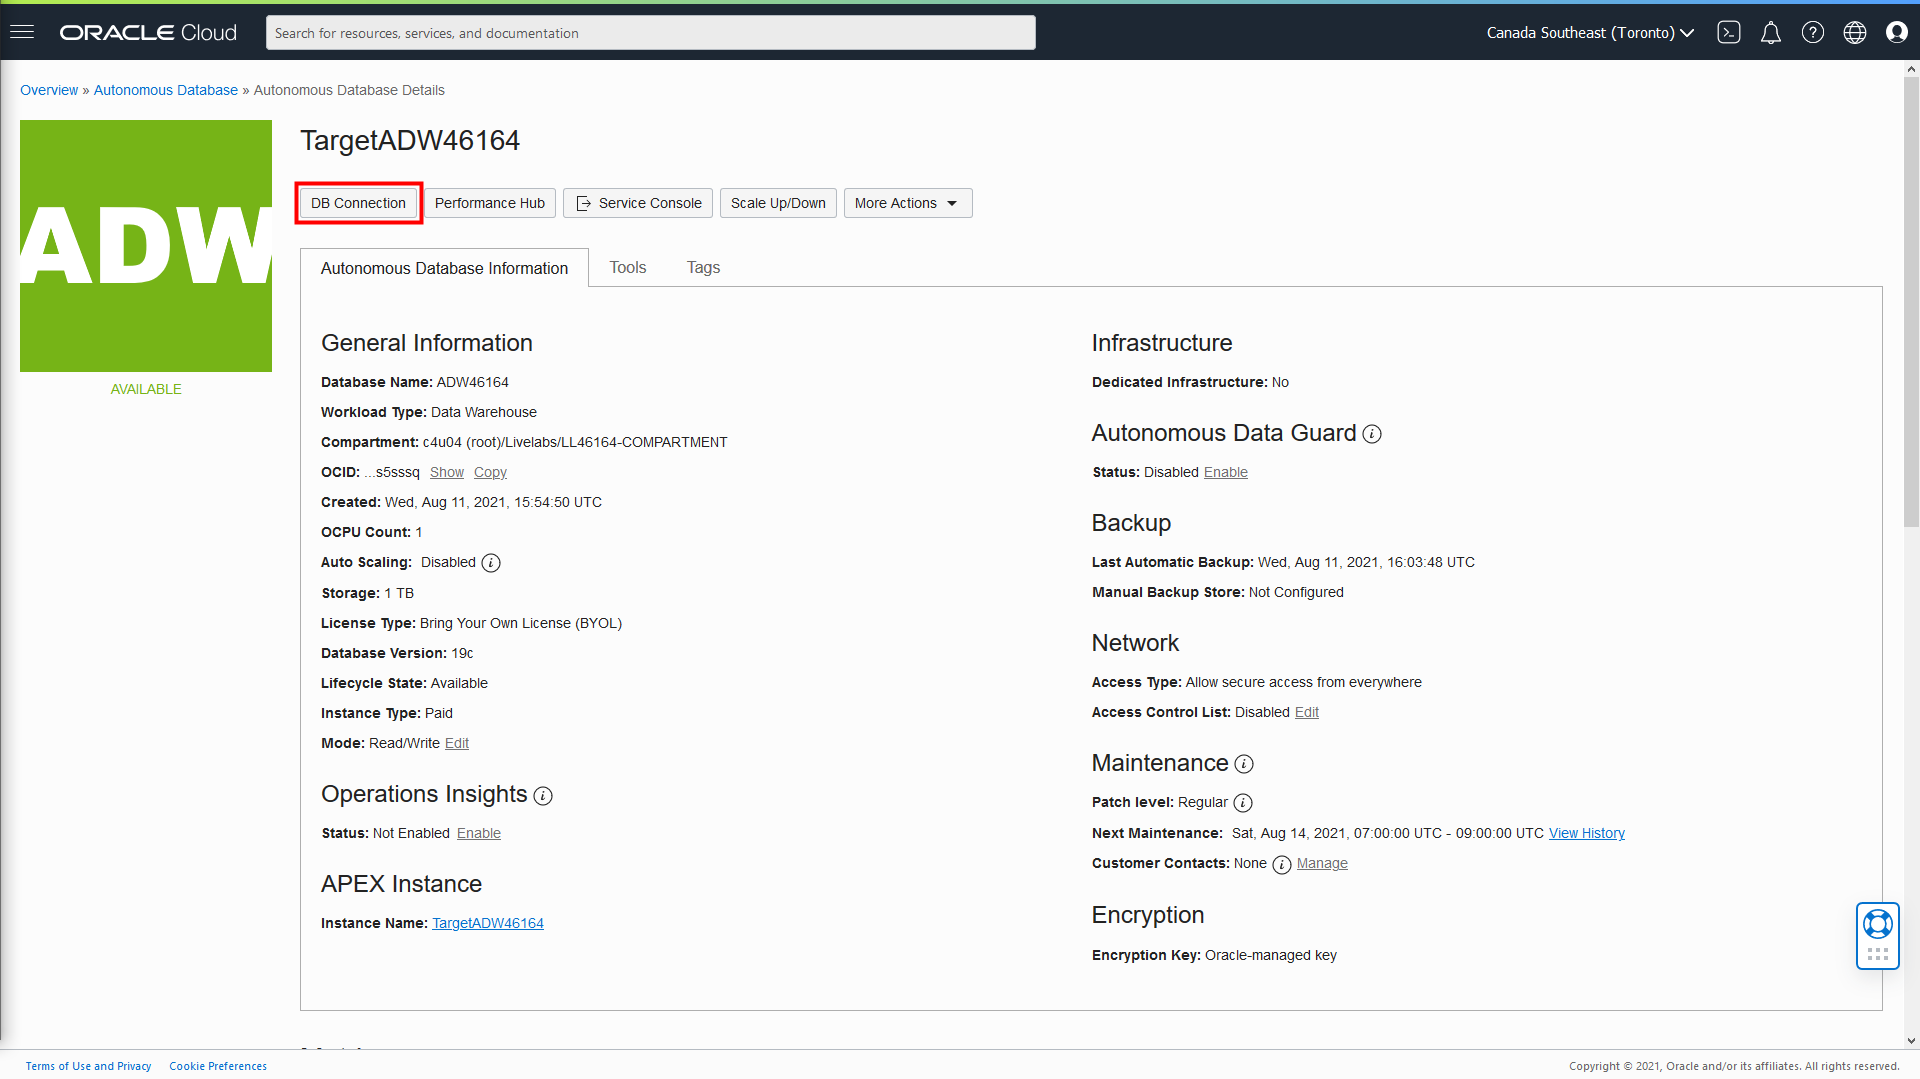 ORACLE Cloud
Search for resources, services, and documentation
Canada Southeast (Toronto)
Overview » Autonomous Database » Autonomous Database Details
ADW
AVAILABLE
TargetADW46164
DB Connection
Performance Hub
Service Console
Scale Up/Down
More Actions
Autonomous Database Information
Tools
Tags
General Information
Database Name: ADW46164
Workload Type: Data Warehouse
Compartment: c4u04 (root)/Livelabs/LL46164-COMPARTMENT
OCID: ...s5sssq Show Copy
Created: Wed, Aug 11, 2021, 15:54:50 UTC
OCPU Count: 1
Auto Scaling: Disabled
Storage: 1 TB
License Type: Bring Your Own License (BYOL)
Database Version: 19c
Lifecycle State: Available
Instance Type: Paid
Mode: Read/Write Edit
Operations Insights
Status: Not Enabled Enable
APEX Instance
Instance Name: TargetADW46164
Infrastructure
Dedicated Infrastructure: No
Autonomous Data Guard
Status: Disabled Enable
Backup
Last Automatic Backup: Wed, Aug 11, 2021, 16:03:48 UTC
Manual Backup Store: Not Configured
Network
Access Type: Allow secure access from everywhere
Access Control List: Disabled Edit
Maintenance
Patch level: Regular
Next Maintenance: Sat, Aug 14, 2021, 07:00:00 UTC - 09:00:00 UTC View History
Customer Contacts: None Manage
Encryption
Encryption Key: Oracle-managed key
Terms of Use and Privacy
Cookie Preferences
Copyright © 2021, Oracle and/or its affiliates. All rights reserved.